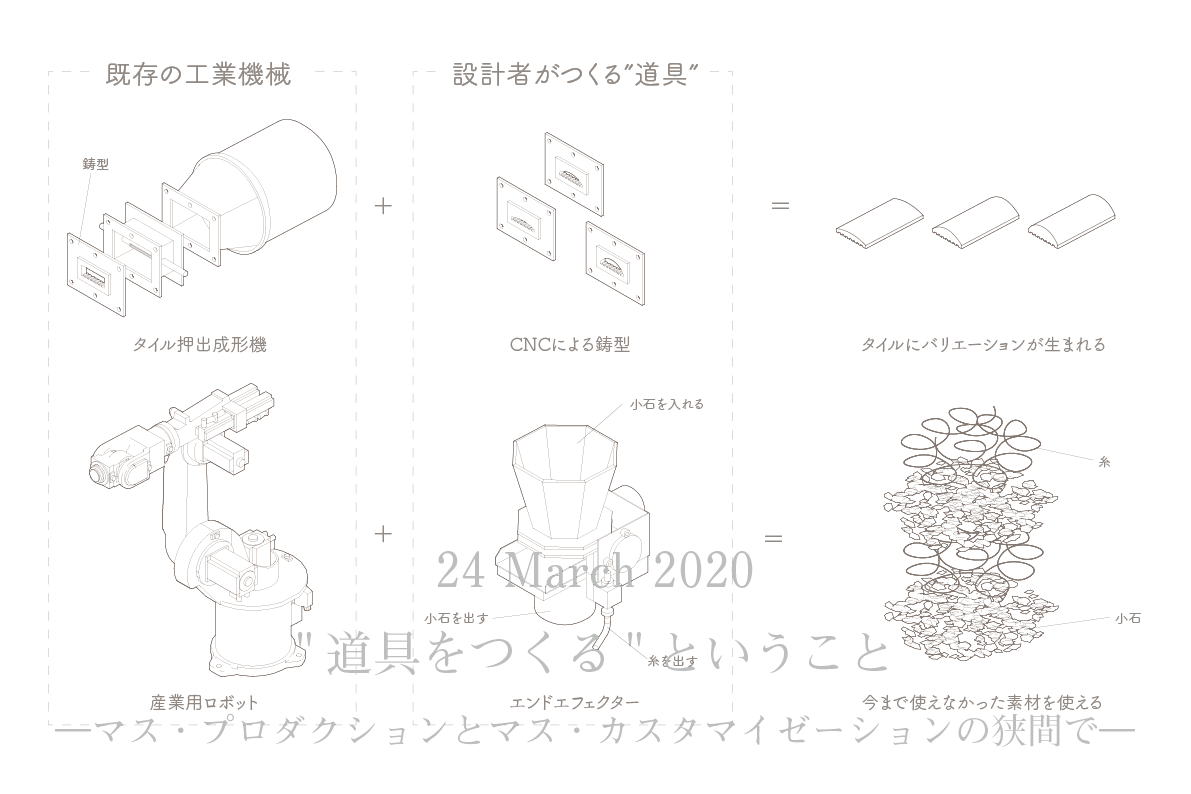 既存の工業機械
設計者がつくる"道具"
鋳型
+
=
タイル押出成形機
CNCによる鋳型
タイルにバリエーションが生まれる
小石を入れる
糸
+
=
24 March 2020
小石を出す
小石
"道具をつくる"ということ
糸を出す
産業用ロボット
エンドエフェクター
今まで使えなかった素材を使える
―マス・プロダクションとマス・カスタマイゼーションの狭間で―